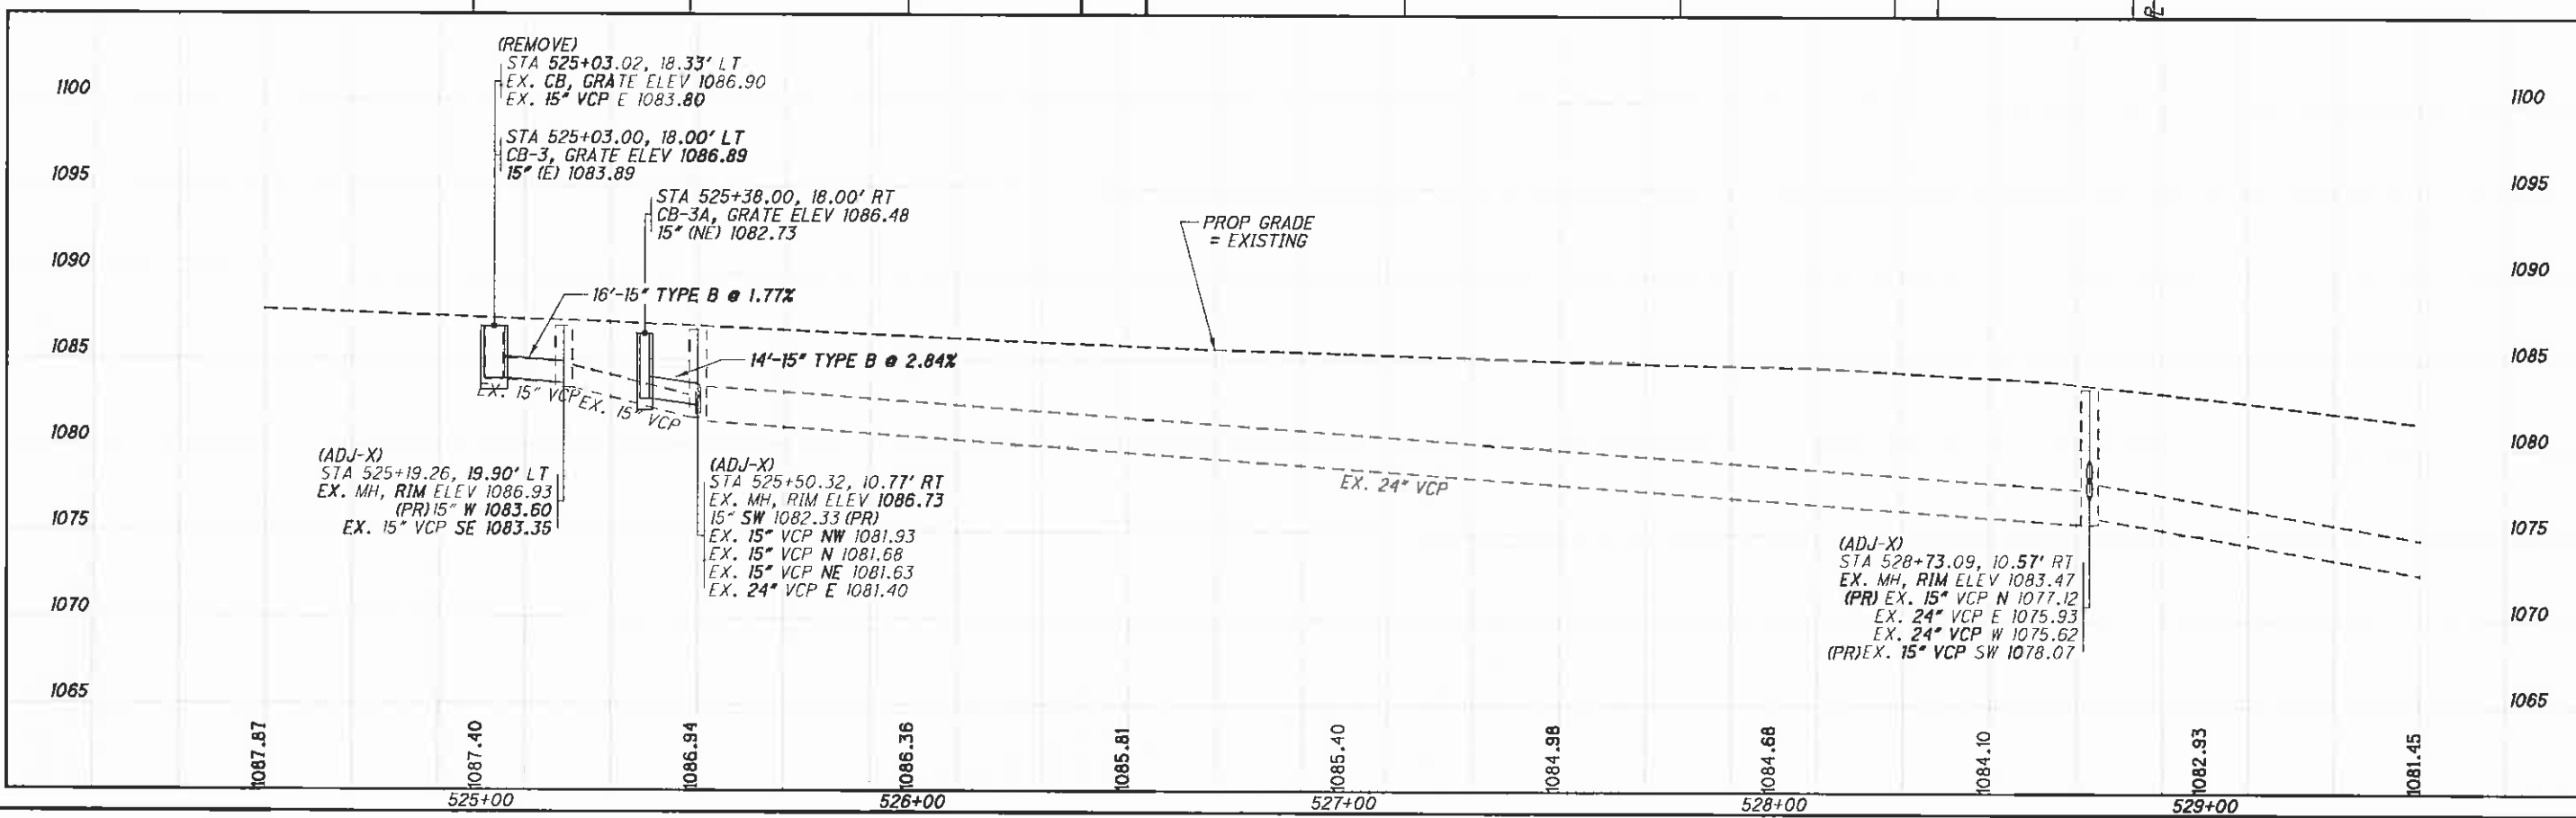 (REMOVE)
STA 525+03.02, 18.33' LT
EX. CB, GRATE ELEV 1086.90
EX. 15" VCP E 1083.80
STA 525+03.00, 18.00' LT
CB-3, GRATE ELEV 1086.89
15" (E) 1083.89
STA 525+38.00, 18.00' RT
CB-3A, GRATE ELEV 1086.48
15" (NE) 1082.73
PROP GRADE
= EXISTING
16'-15" TYPE B @ 1.77%
14'-15" TYPE B @ 2.84%
EX. 15" VCP
EX. 15" VCP
EX. 24" VCP
(ADJ-X)
STA 525+19.26, 19.90' LT
EX. MH, RIM ELEV 1086.93
(PR)15" W 1083.60
EX. 15" VCP SE 1083.35
(ADJ-X)
STA 525+50.32, 10.77' RT
EX. MH, RIM ELEV 1086.73
15" SW 1082.33 (PR)
EX. 15" VCP NW 1081.93
EX. 15" VCP N 1081.68
EX. 15" VCP NE 1081.63
EX. 24" VCP E 1081.40
(ADJ-X)
STA 528+73.09, 10.57' RT
EX. MH, RIM ELEV 1083.47
(PR) EX. 15" VCP N 1077.12
EX. 24" VCP E 1075.93
EX. 24" VCP W 1075.62
(PR)EX. 15" VCP SW 1078.07
1100
1095
1090
1085
1080
1075
1070
1065
1100
1095
1090
1085
1080
1075
1070
1065
1087.87
1087.40
1086.94
1086.36
1085.81
1085.40
1084.98
1084.68
1084.10
1082.93
1081.45
525+00
526+00
527+00
528+00
529+00